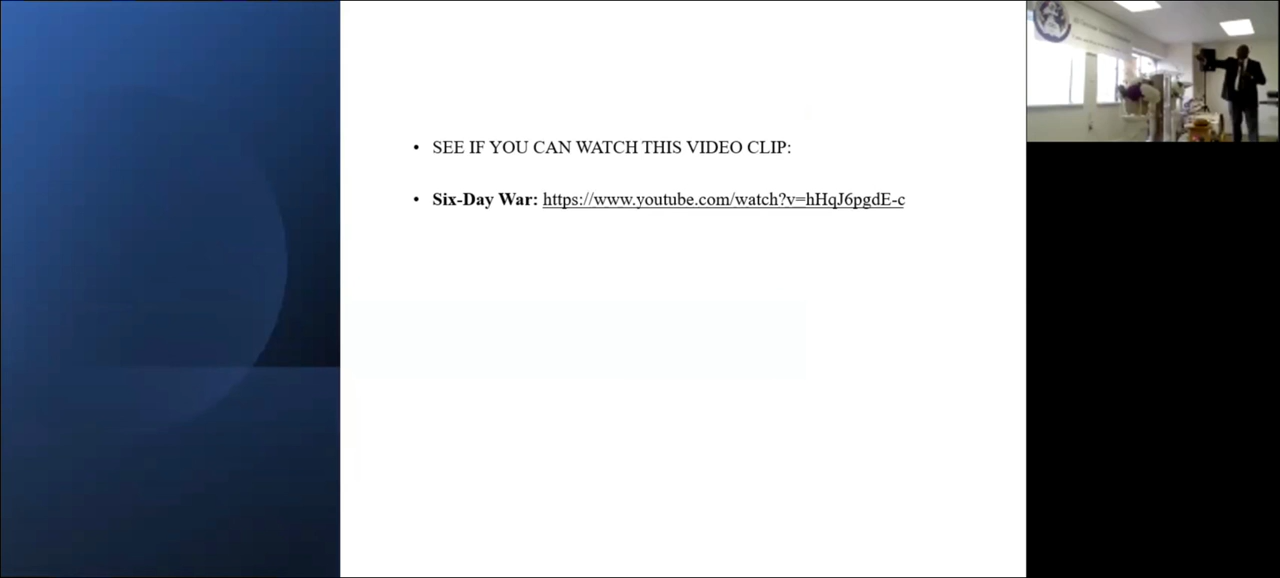 • SEE IF YOU CAN WATCH THIS VIDEO CLIP:
• Six-Day War: https://www.youtube.com/watch?v=hHqJ6pgdE-c